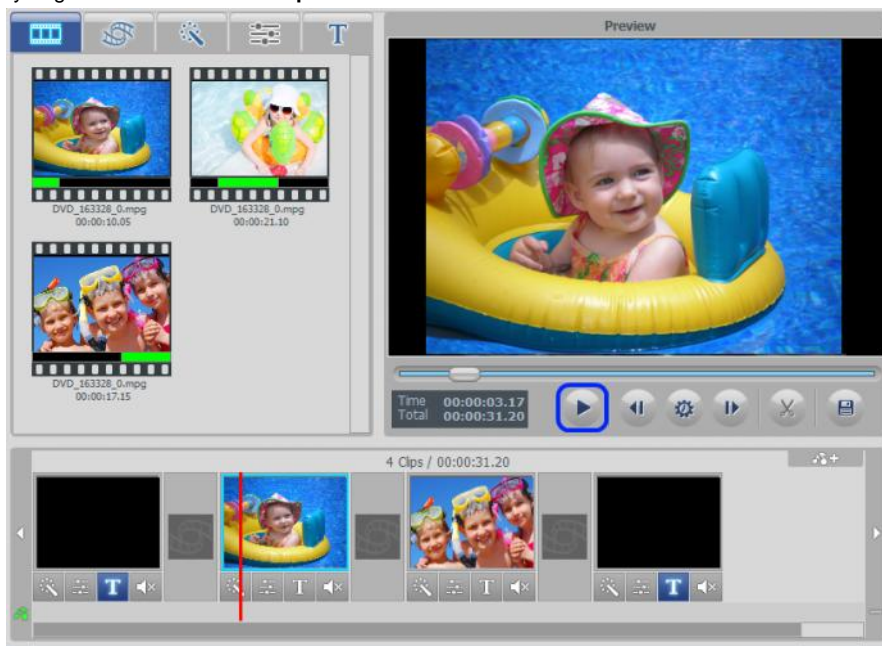 T
Preview
DVD_163328_0.mpg
00:00:10.05
DVD_163328_0.mpg
00:00:21.10
DVD_163328_0.mpg
00:00:17.15
Time 00:00:03.17
Total 00:00:31.20
4 Clips / 00:00:31.20
T T T T